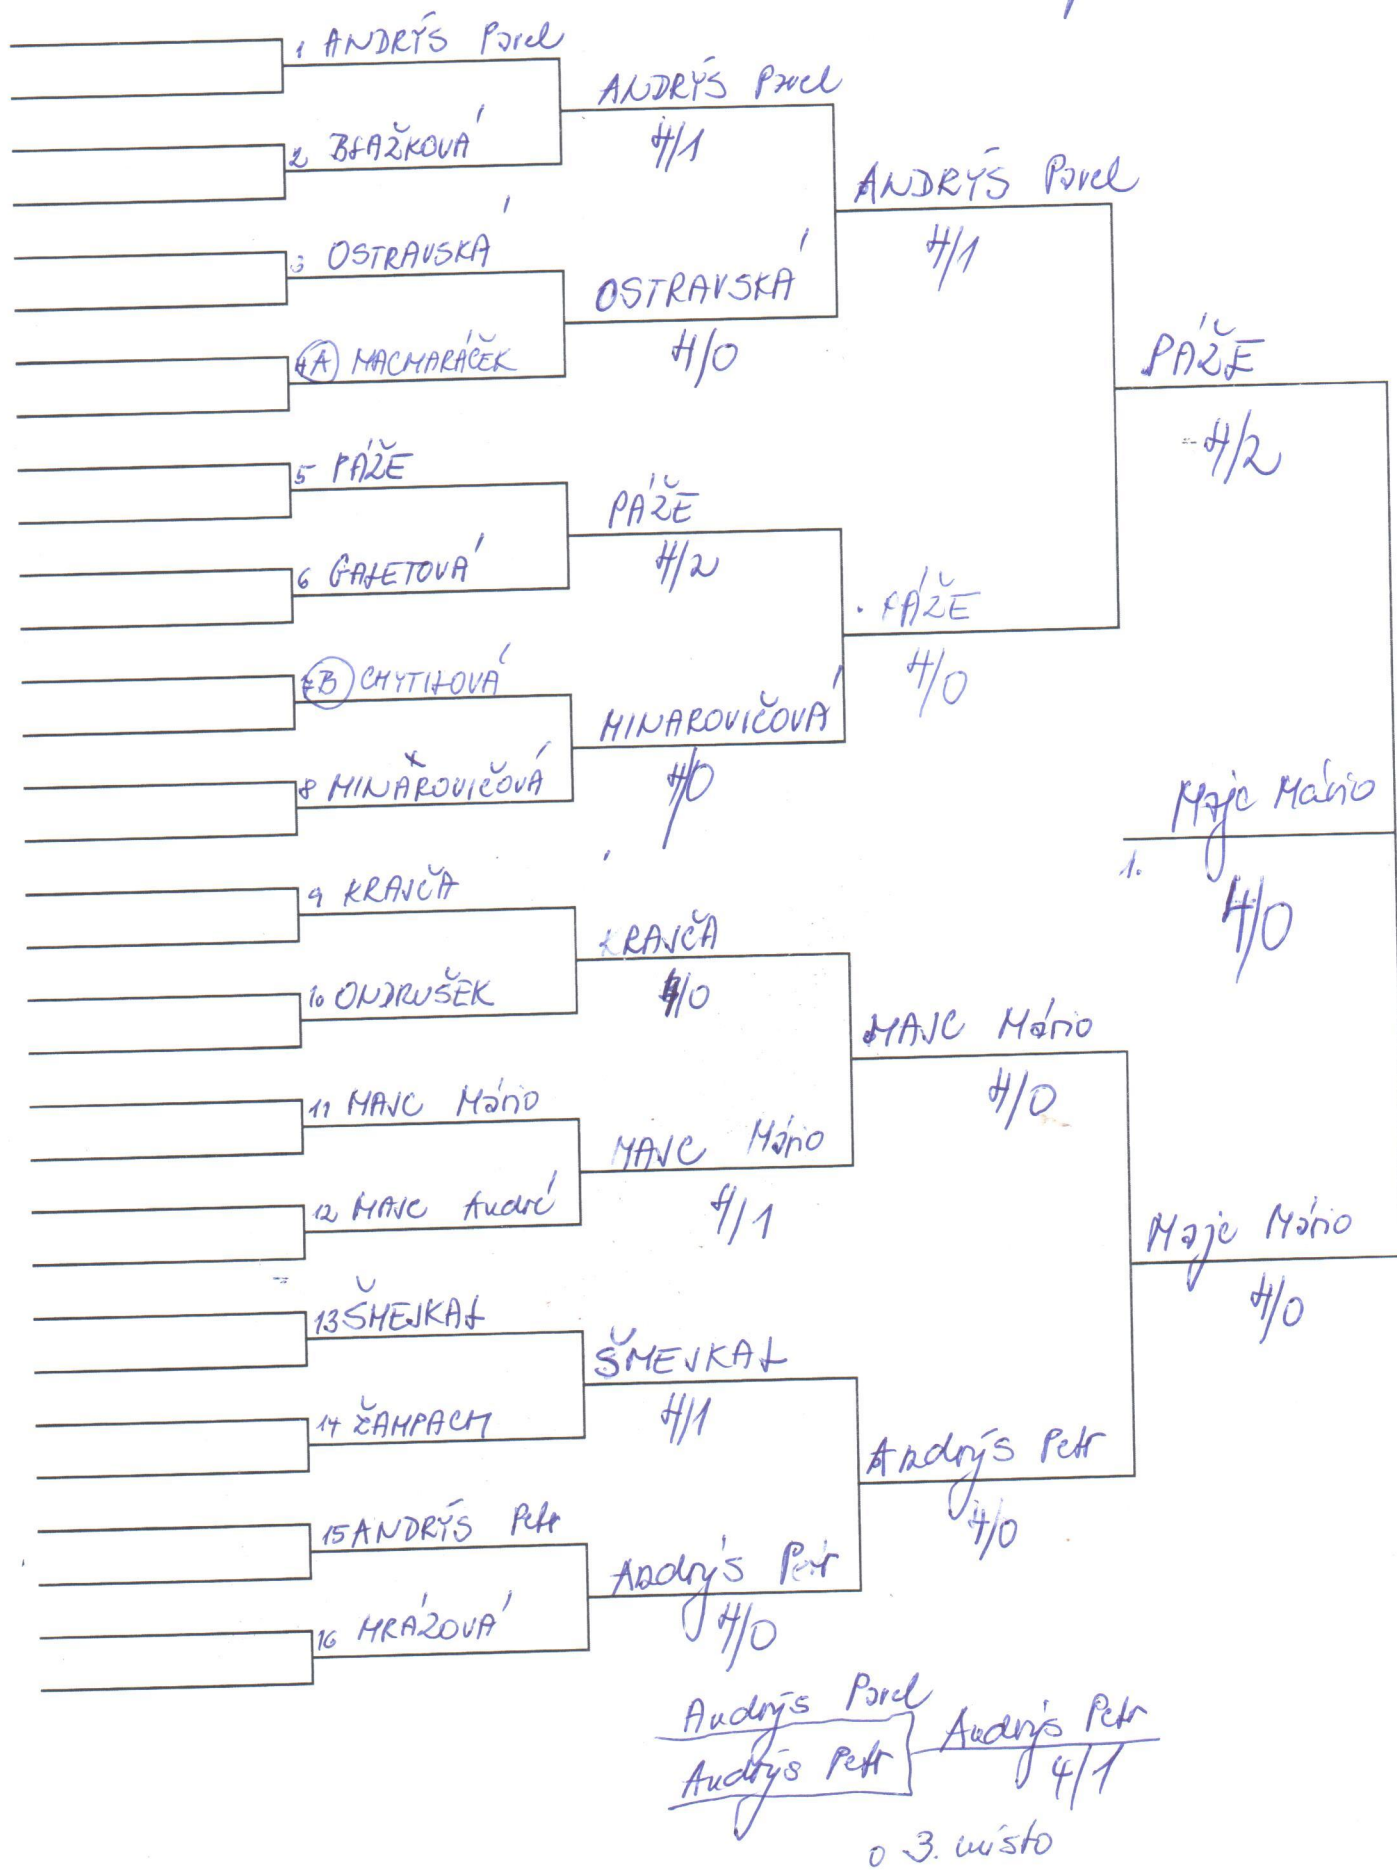 1 ANDRÝS Pavel
ANDRÝS Pavel
4/1
2 BLAŽKOVÁ
ANDRÝS Pavel
4/1
3 OSTRAVSKÁ
OSTRAVSKÁ
4/0
4 A MACHARÁČEK
PÁŽE
4/2
5 PÁŽE
PÁŽE
4/2
6 GALETOVÁ
PÁŽE
4/0
7 B CHYTILOVÁ
MINAROVIČOVÁ
4/0
8 MINAŘOVIČOVÁ
Majc Mário
1.
4/0
9 KRAJČA
KRAJČA
4/0
10 ONDRUŠEK
MAJC Mário
4/0
11 MAJC Mário
MAJC Mário
4/1
12 MAJC André
Majc Mário
4/0
13 ŠMEJKAL
ŠMEJKAL
4/1
14 ŽAMPACH
Andrýs Petr
4/0
15 ANDRÝS Petr
Andrýs Petr
4/0
16 MRÁZOVÁ
Andrýs Pavel
Andrýs Petr
Andrýs Petr
4/1
o 3. místo